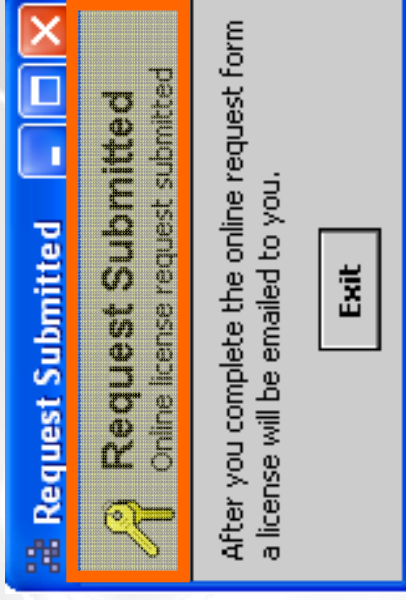 Request Submitted
Request Submitted
Online license request submitted
After you complete the online request form
a license will be emailed to you.
Exit